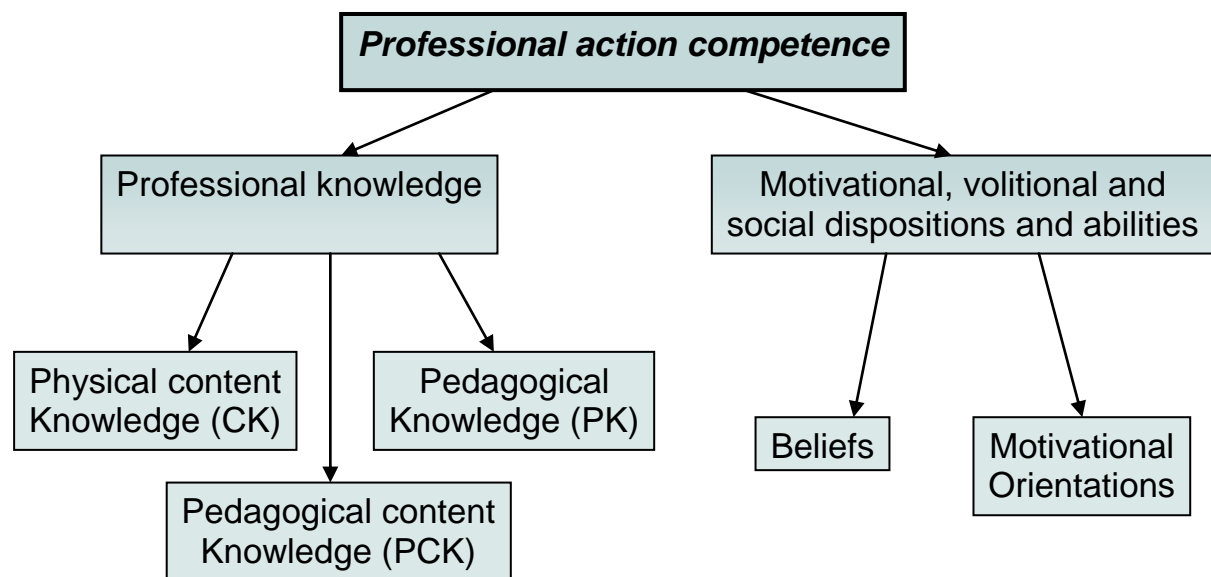 Professional action competence
Professional knowledge
Motivational, volitional and
social dispositions and abilities
Physical content
Knowledge (CK)
Pedagogical
Knowledge (PK)
Pedagogical content
Knowledge (PCK)
Beliefs
Motivational
Orientations